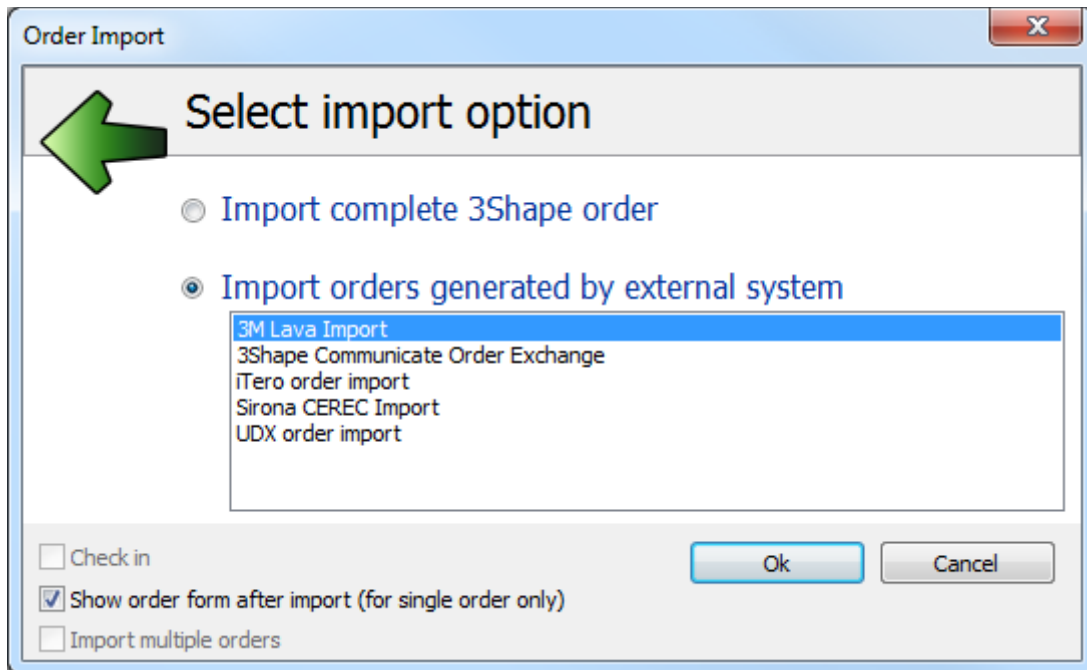 Order Import
Select import option
Import complete 3Shape order
Import orders generated by external system
3M Lava Import
3Shape Communicate Order Exchange
iTero order import
Sirona CEREC Import
UDX order import
Check in
Ok Cancel
Show order form after import (for single order only)
Import multiple orders